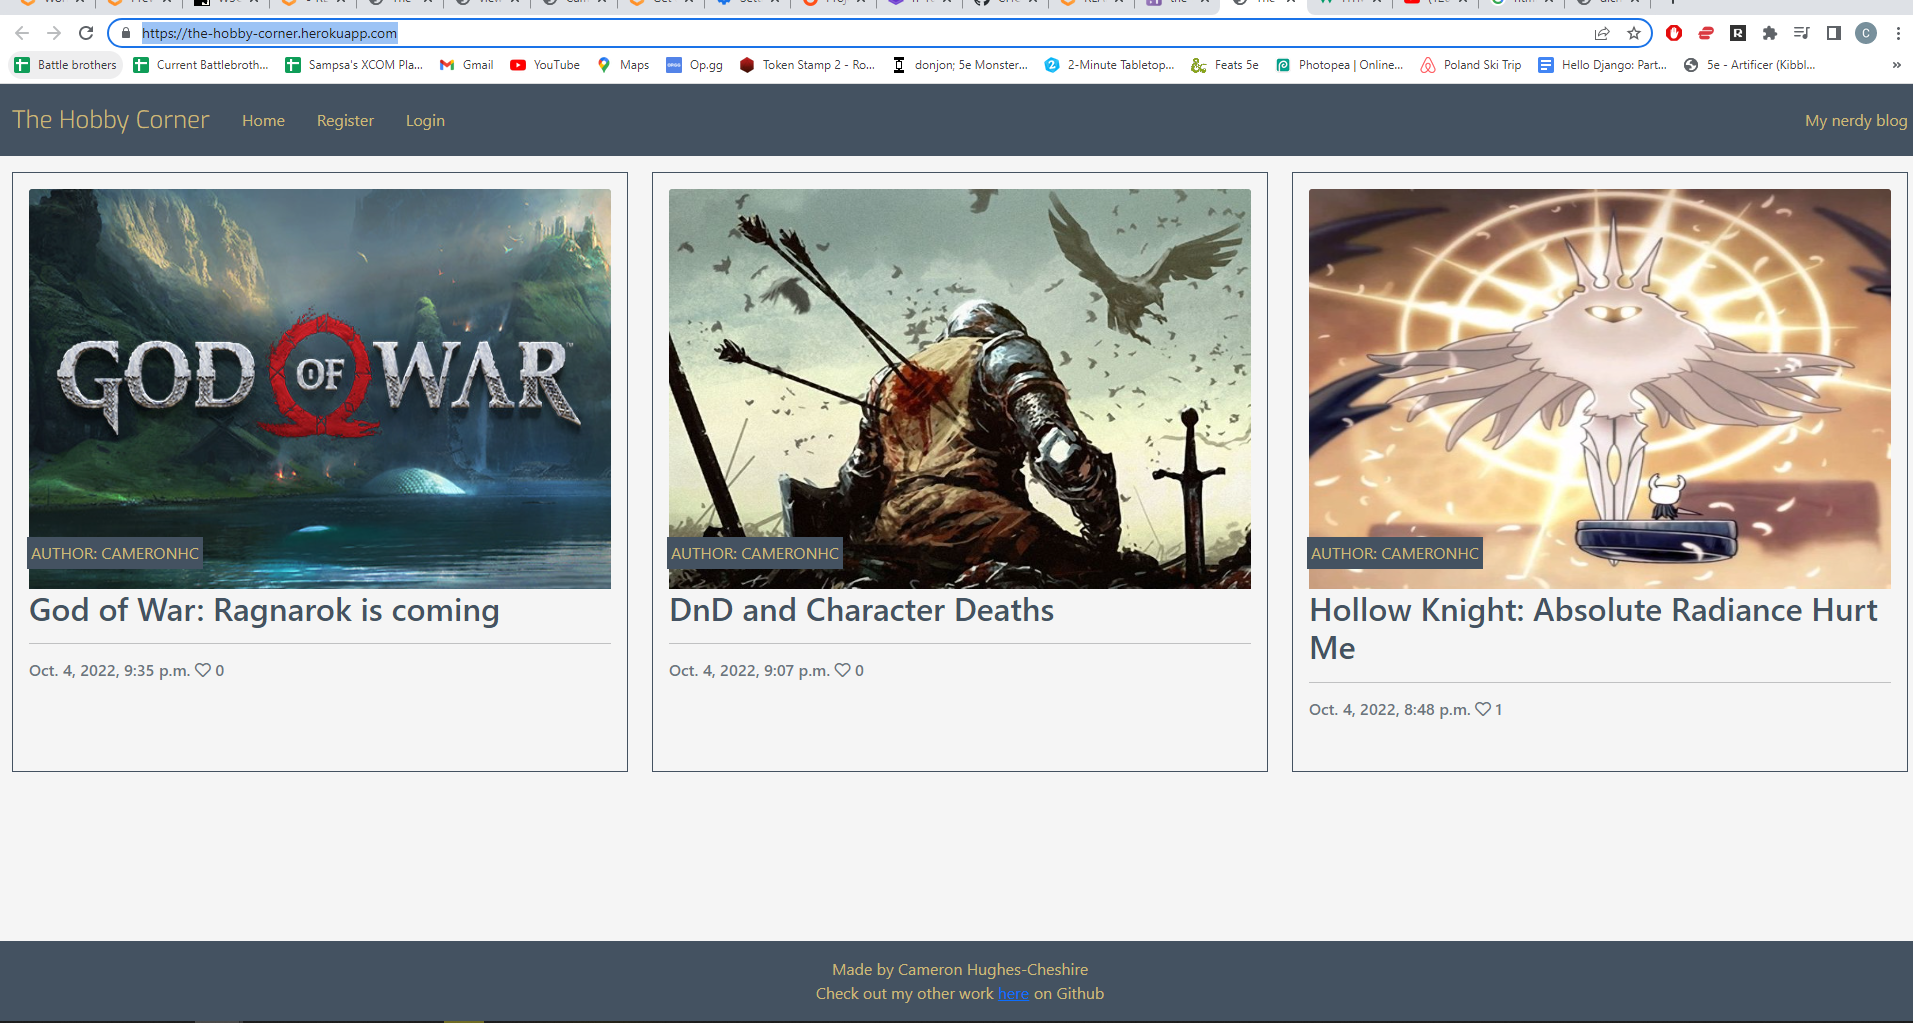 https://the-hobby-corner.herokuapp.com
Battle brothers Current Battlebroth... Sampsa's XCOM Pla... Gmail YouTube Maps Op.gg Token Stamp 2 - Ro... donjon; 5e Monster... 2-Minute Tabletop... Feats 5e Photopea | Online... Poland Ski Trip Hello Django: Part... 5e - Artificer (Kibbl... »
The Hobby Corner Home Register Login My nerdy blog
GOD OF WAR
AUTHOR: CAMERONHC
God of War: Ragnarok is coming
Oct. 4, 2022, 9:35 p.m. 0
AUTHOR: CAMERONHC
DnD and Character Deaths
Oct. 4, 2022, 9:07 p.m. 0
AUTHOR: CAMERONHC
Hollow Knight: Absolute Radiance Hurt
Me
Oct. 4, 2022, 8:48 p.m. 1
Made by Cameron Hughes-Cheshire
Check out my other work here on Github